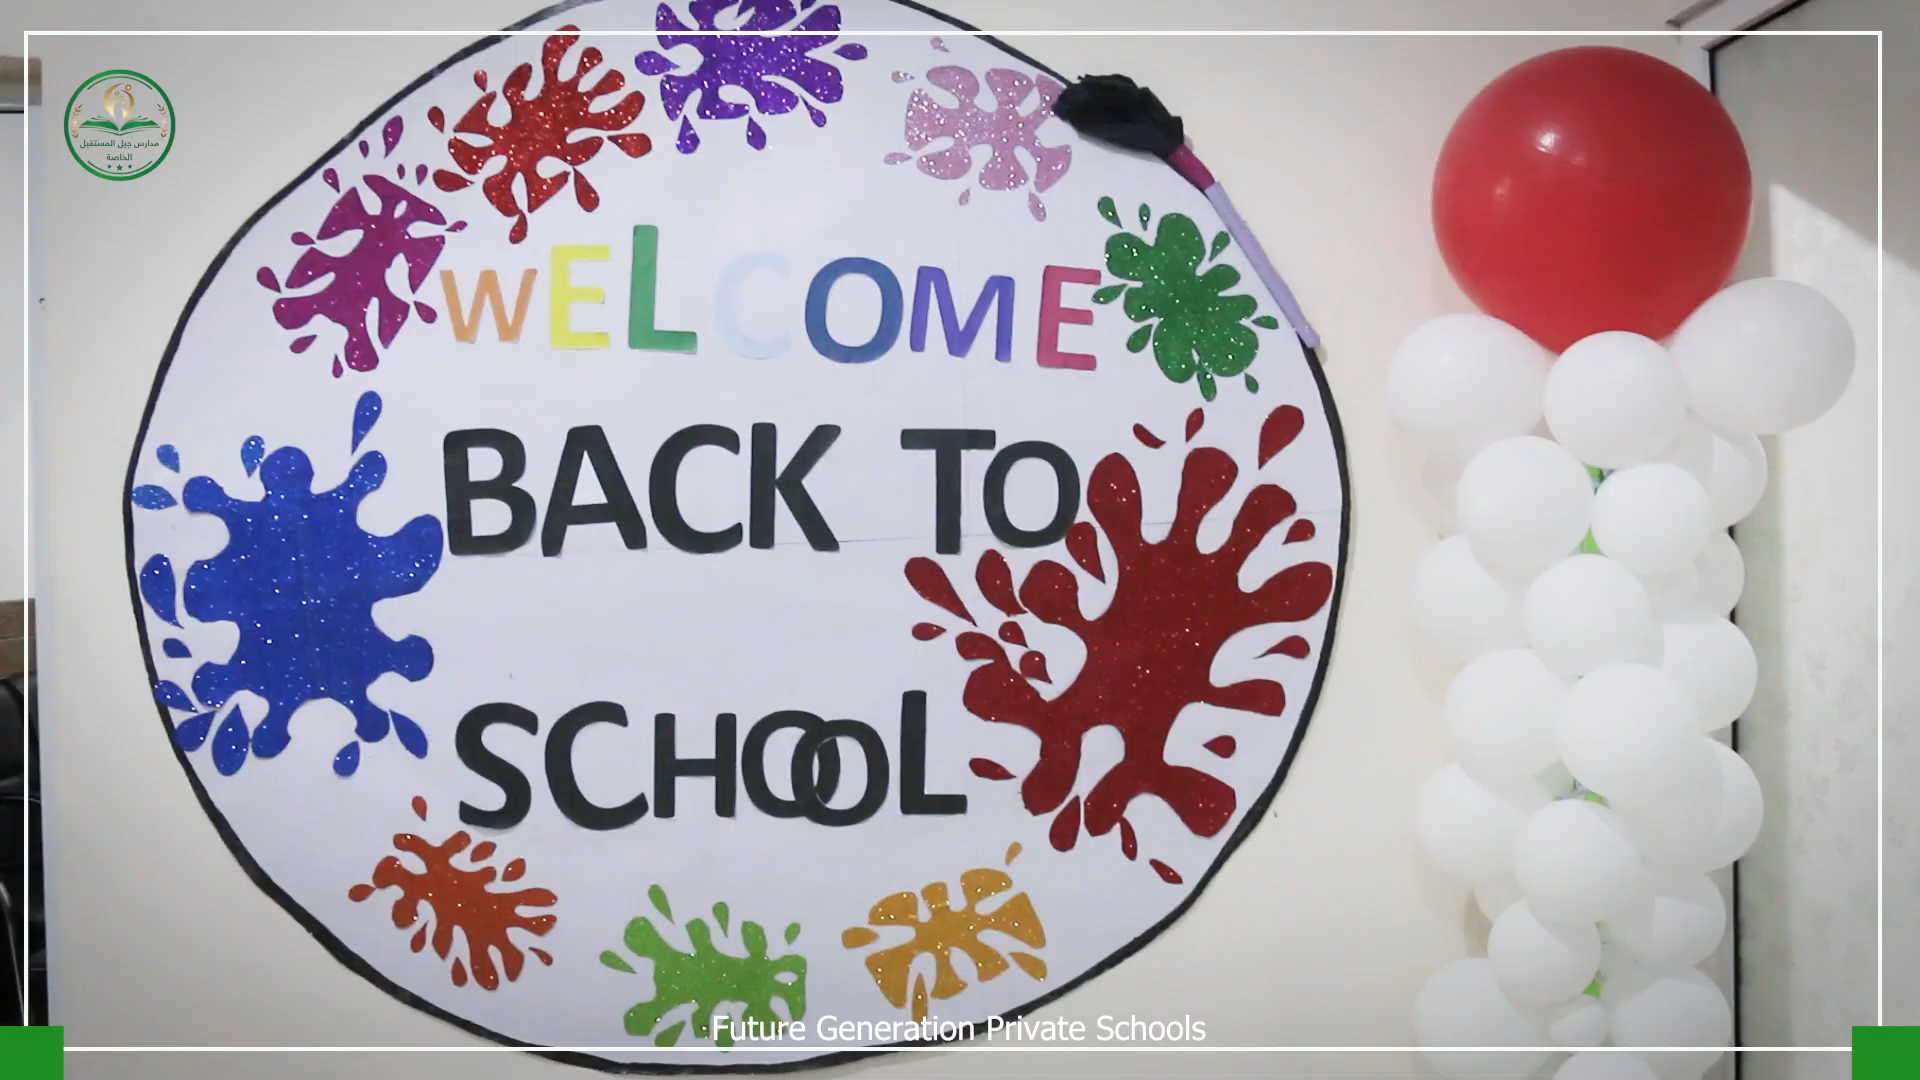 مدارس جيل المستقبل
الخاصة
WELCOME
BACK TO
SCHOOL
Future Generation Private Schools